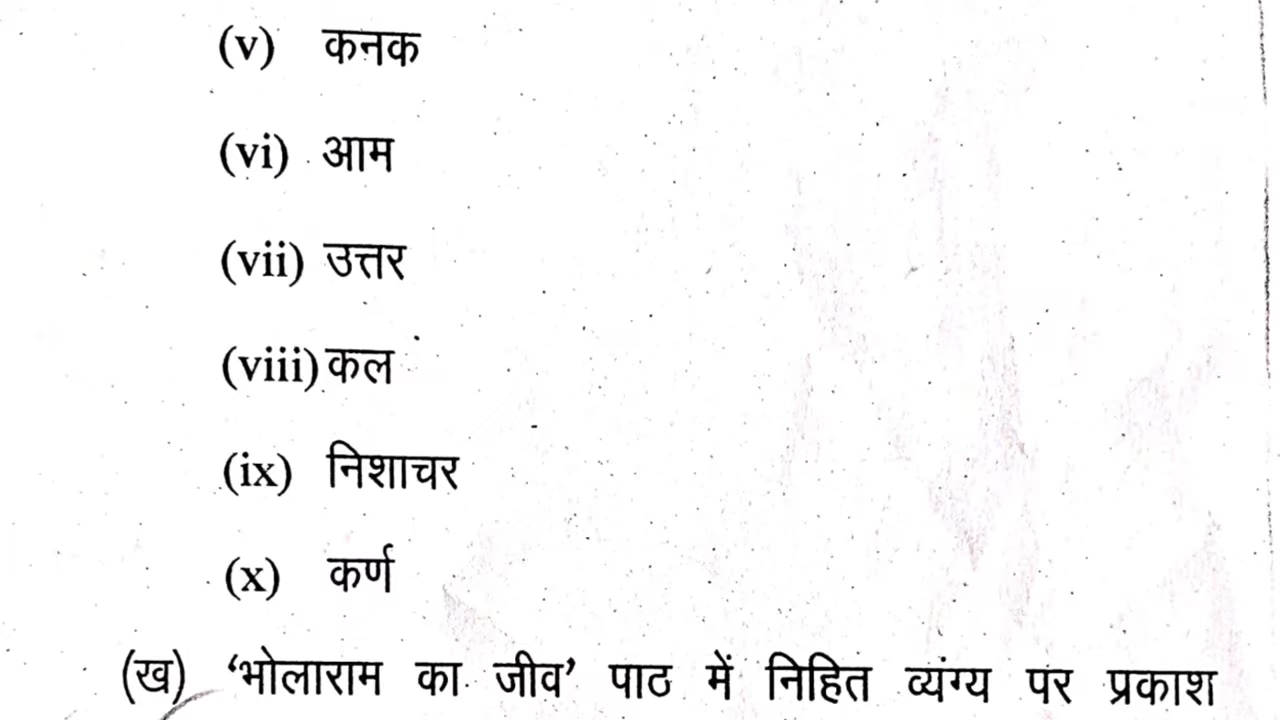 (v) कनक
(vi) आम
(vii) उत्तर
(viii) कल
(ix) निशाचर
(x) कर्ण
(ख) ‘भोलाराम का जीव’ पाठ में निहित व्यंग्य पर प्रकाश